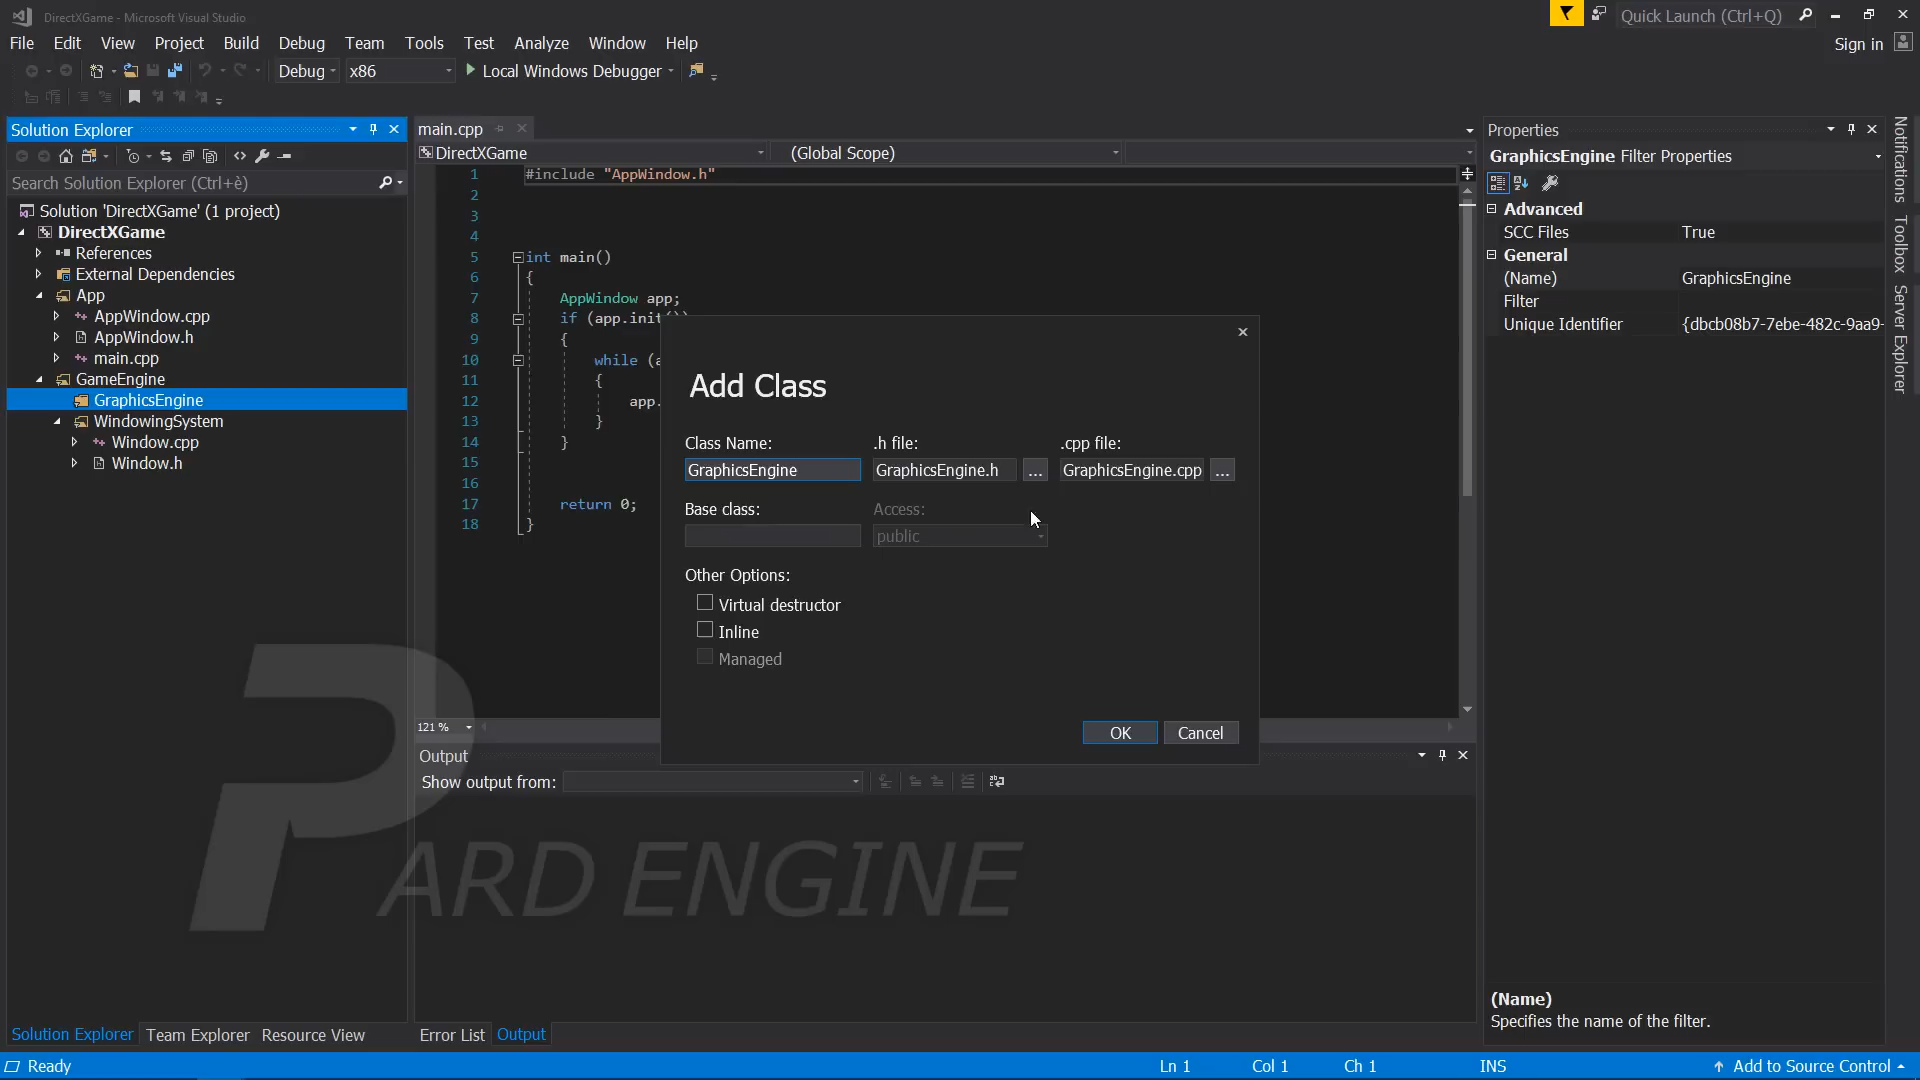 DirectXGame - Microsoft Visual Studio
Quick Launch (Ctrl+Q)
File Edit View Project Build Debug Team Tools Test Analyze Window Help
Sign in
Debug x86 Local Windows Debugger
Solution Explorer
Search Solution Explorer (Ctrl+è)
Solution 'DirectXGame' (1 project)
DirectXGame
References
External Dependencies
App
AppWindow.cpp
AppWindow.h
main.cpp
GameEngine
GraphicsEngine
WindowingSystem
Window.cpp
Window.h
Solution Explorer Team Explorer Resource View
main.cpp
DirectXGame (Global Scope)
1 #include "AppWindow.h"
2
3
4
5 int main()
6 {
7 AppWindow app;
8 if (app.init())
9 {
10 while (a
11 {
12 app.
13 }
14 }
15
16
17 return 0;
18 }
121 %
Add Class
Class Name: .h file: .cpp file:
GraphicsEngine GraphicsEngine.h ... GraphicsEngine.cpp ...
Base class: Access:
public
Other Options:
Virtual destructor
Inline
Managed
OK Cancel
Output
Show output from:
Error List Output
PARD ENGINE
Properties
GraphicsEngine Filter Properties
Advanced
SCC Files True
General
(Name) GraphicsEngine
Filter
Unique Identifier {dbcb08b7-7ebe-482c-9aa9-
(Name)
Specifies the name of the filter.
Notifications
Toolbox
Server Explorer
Ready Ln 1 Col 1 Ch 1 INS Add to Source Control